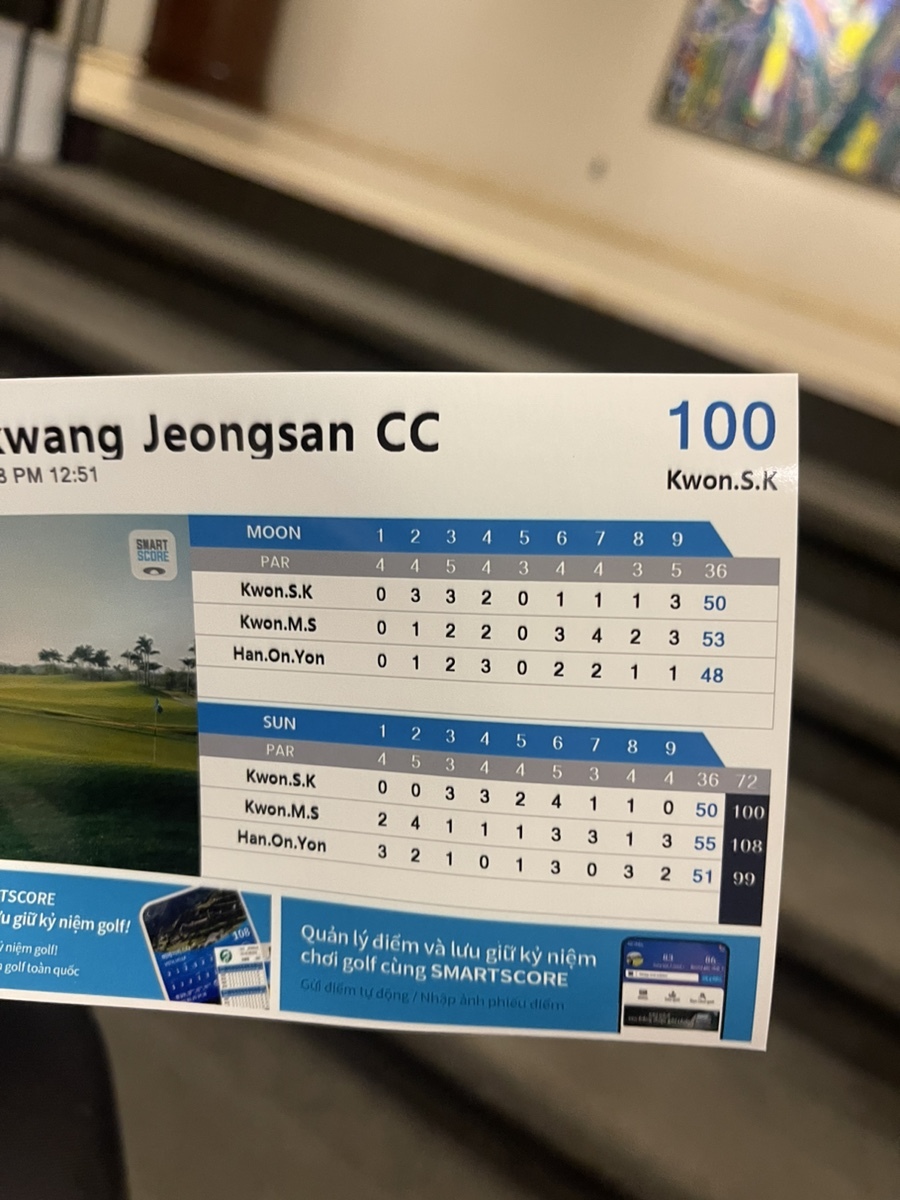 wang Jeongsan CC
100
PM 12:51
Kwon.S.K
SMART
SCORE
MOON 1 2 3 4 5 6 7 8 9
PAR 4 4 5 4 3 4 4 3 5 36
Kwon.S.K 0 3 3 2 0 1 1 1 3 50
Kwon.M.S 0 1 2 2 0 3 4 2 3 53
Han.On.Yon 0 1 2 3 0 2 2 1 1 48
SUN 1 2 3 4 5 6 7 8 9
PAR 4 5 3 4 4 5 3 4 4 36 72
Kwon.S.K 0 0 3 3 2 4 1 1 0 50 100
Kwon.M.S 2 4 1 1 1 3 3 1 3 55 108
Han.On.Yon 3 2 1 0 1 3 0 3 2 51 99
TSCORE
u giữ kỷ niệm golf!
niệm golf!
golf toàn quốc
108
Quản lý điểm và lưu giữ kỷ niệm
chơi golf cùng SMARTSCORE
Gửi điểm tự động / Nhập ảnh phiếu điểm